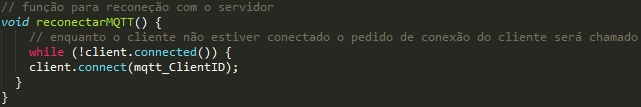 // função para reconeção com o servidor
void reconectarMQTT() {
// enquanto o cliente não estiver conectado o pedido de conexão do cliente será chamado
while (!client.connected()) {
client.connect(mqtt_ClientID);
}
}